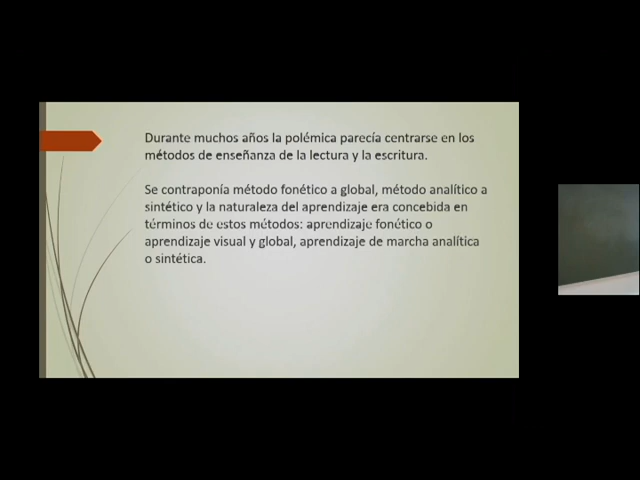 Durante muchos años la polémica parecía centrarse en los
métodos de enseñanza de la lectura y la escritura.
Se contraponía método fonético a global, método analítico a
sintético y la naturaleza del aprendizaje era concebida en
términos de estos métodos: aprendizaje fonético o
aprendizaje visual y global, aprendizaje de marcha analítica
o sintética.